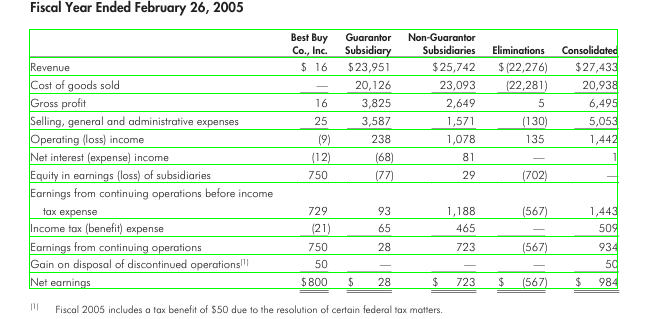 Fiscal Year Ended February 26, 2005
Best Buy Guarantor Non-Guarantor
Co., Inc. Subsidiary Subsidiaries Eliminations Consolidated
Revenue $ 16 $23,951 $25,742 $(22,276) $27,433
Cost of goods sold — 20,126 23,093 (22,281) 20,938
Gross profit 16 3,825 2,649 5 6,495
Selling, general and administrative expenses 25 3,587 1,571 (130) 5,053
Operating (loss) income (9) 238 1,078 135 1,442
Net interest (expense) income (12) (68) 81 — 1
Equity in earnings (loss) of subsidiaries 750 (77) 29 (702) —
Earnings from continuing operations before income
tax expense 729 93 1,188 (567) 1,443
Income tax (benefit) expense (21) 65 465 — 509
Earnings from continuing operations 750 28 723 (567) 934
Gain on disposal of discontinued operations(1) 50 — — — 50
Net earnings $800 $ 28 $ 723 $ (567) $ 984
(1) Fiscal 2005 includes a tax benefit of $50 due to the resolution of certain federal tax matters.